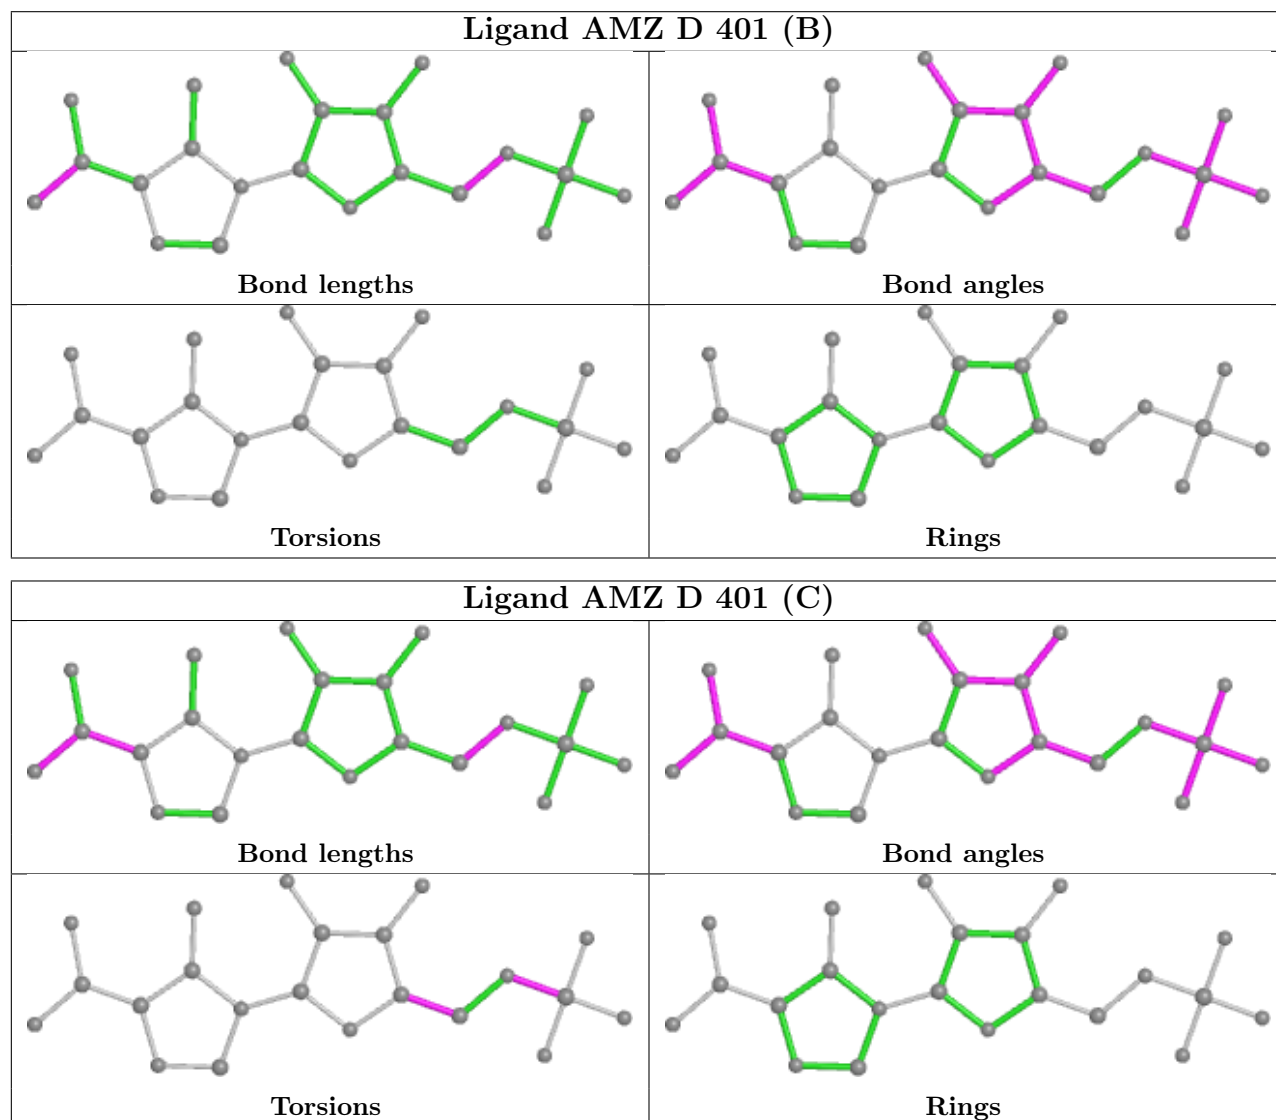 Ligand AMZ D 401 (B)
Bond lengths
Bond angles
Torsions
Rings
Ligand AMZ D 401 (C)
Bond lengths
Bond angles
Torsions
Rings